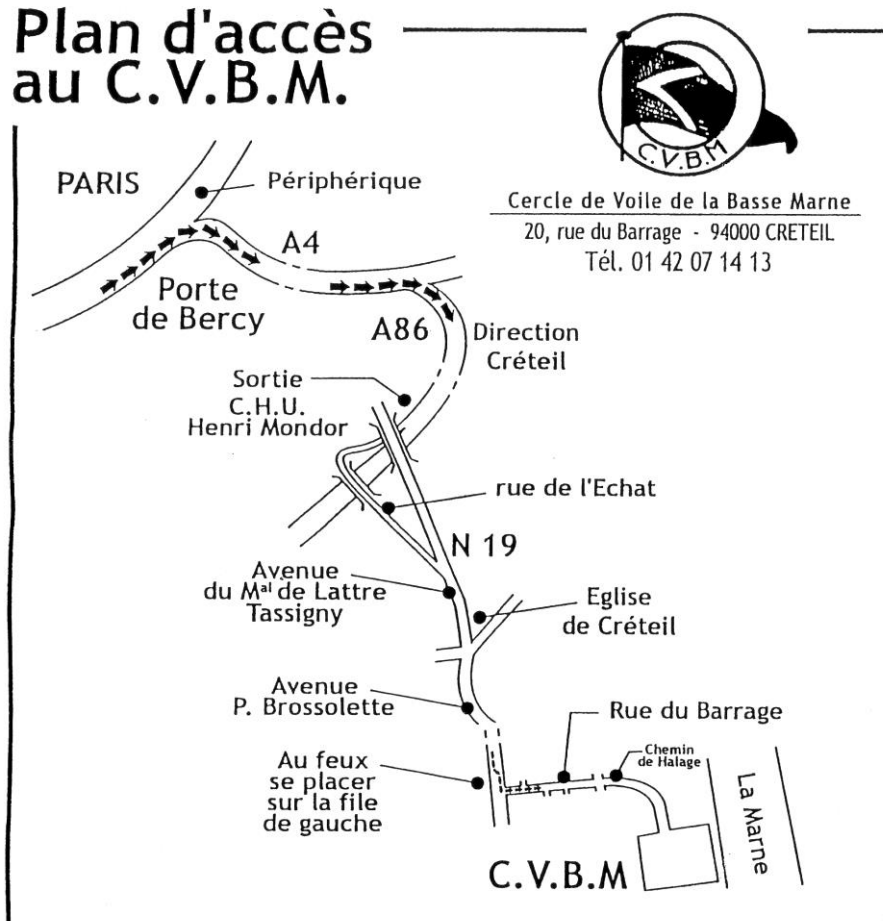 Plan d'accès
au C.V.B.M.
C.V.B.M
Cercle de Voile de la Basse Marne
20, rue du Barrage - 94000 CRETEIL
Tél. 01 42 07 14 13
PARIS
Périphérique
A4
Porte
de Bercy
A86
Direction
Créteil
Sortie
C.H.U.
Henri Mondor
rue de l'Echat
N 19
Avenue
du Mal de Lattre
Tassigny
Eglise
de Créteil
Avenue
P. Brossolette
Rue du Barrage
Chemin
de Halage
Au feux
se placer
sur la file
de gauche
La Marne
C.V.B.M